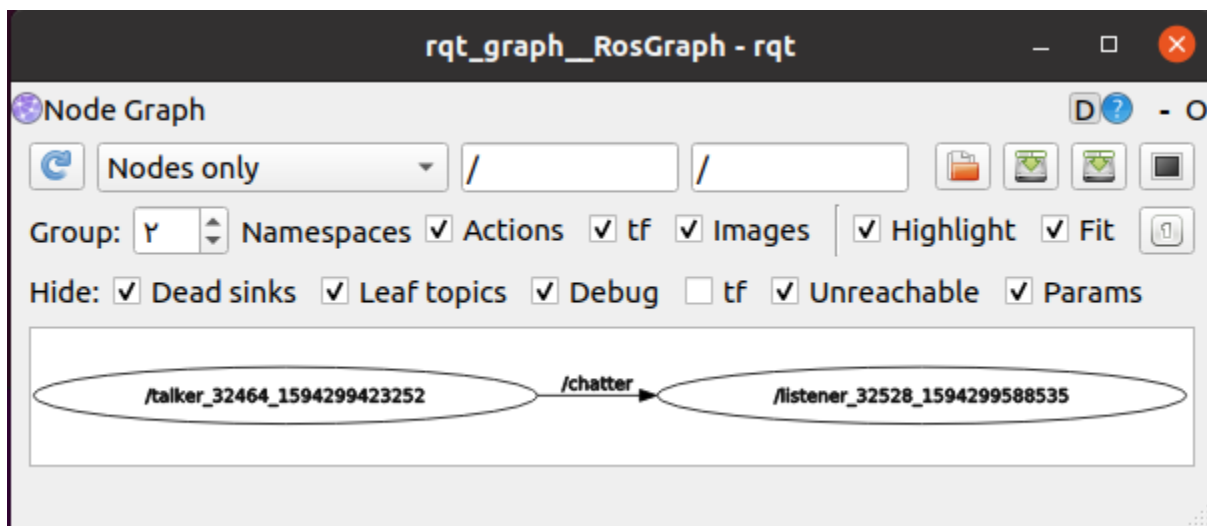 rqt_graph__RosGraph - rqt
Node Graph D ? - O
Nodes only / /
Group: ۲ Namespaces Actions tf Images Highlight Fit
Hide: Dead sinks Leaf topics Debug tf Unreachable Params
/talker_32464_1594299423252 /chatter /listener_32528_1594299588535